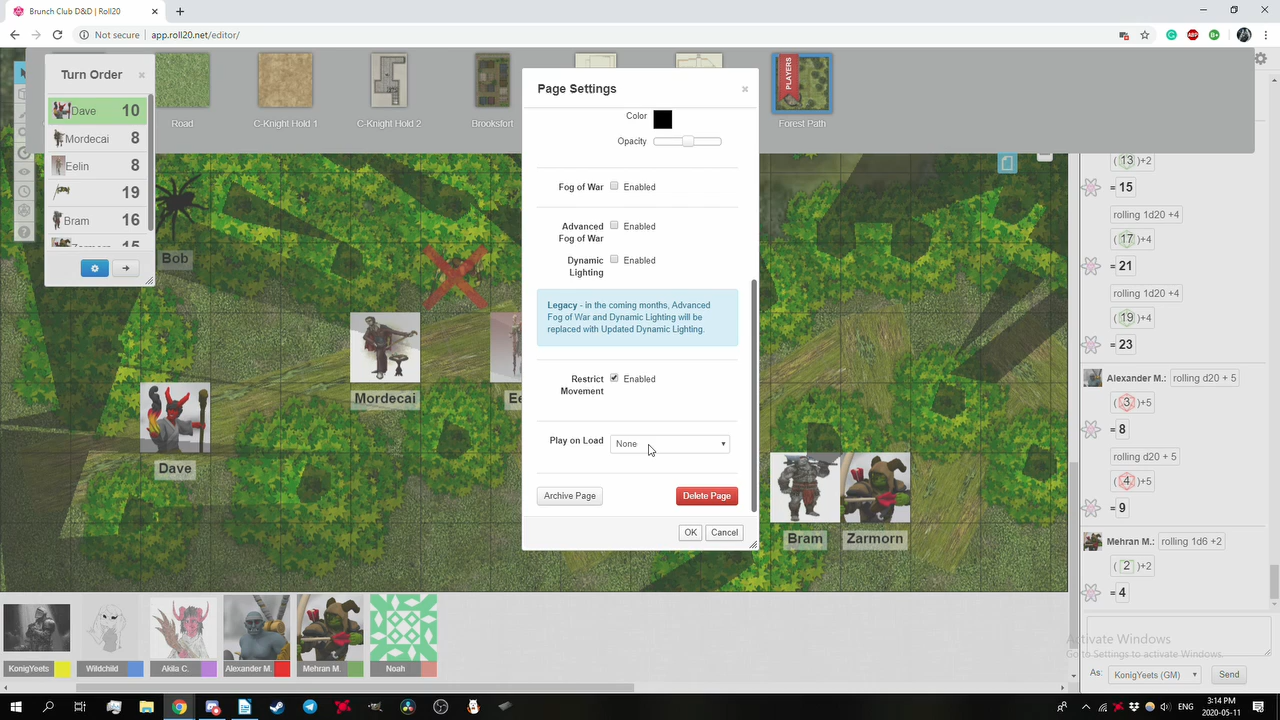 Brunch Club D&D | Roll20
Not secure | app.roll20.net/editor/
Turn Order
Dave 10
Mordecai 8
Eelin 8
19
Bram 16
Road
C-Knight Hold 1
C-Knight Hold 2
Brooksfort
PLAYERS
Forest Path
Page Settings
Color
Opacity
Fog of War Enabled
Advanced Fog of War Enabled
Dynamic Lighting Enabled
Legacy - in the coming months, Advanced
Fog of War and Dynamic Lighting will be
replaced with Updated Dynamic Lighting.
Restrict Movement Enabled
Play on Load None
Archive Page
Delete Page
OK
Cancel
Bob
Mordecai
Dave
Bram
Zarmorn
(13)+2
= 15
rolling 1d20 +4
(17)+4
= 21
rolling 1d20 +4
(19)+4
= 23
Alexander M.: rolling d20 + 5
(3)+5
= 8
rolling d20 + 5
(4)+5
= 9
Mehran M.: rolling 1d6 +2
(2)+2
= 4
Activate Windows
Go to Settings to activate Windows.
As: KonigYeets (GM)
Send
KonigYeets
Wildchild
Akila C.
Alexander M.
Mehran M.
Noah
3:14 PM
2020-05-11